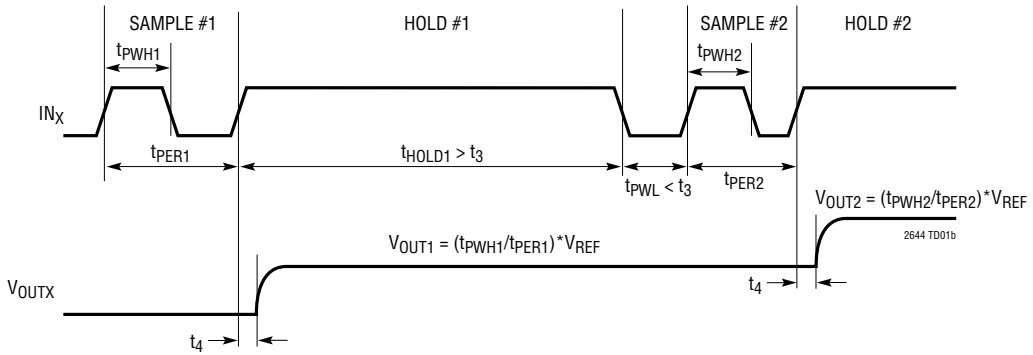 SAMPLE #1 HOLD #1 SAMPLE #2 HOLD #2
tPWH1 tPWH2
INX
tPER1 tHOLD1 > t3 tPWL < t3 tPER2
VOUT2 = (tPWH2/tPER2)*VREF
2644 TD01b
VOUT1 = (tPWH1/tPER1)*VREF
VOUTX
t4
t4